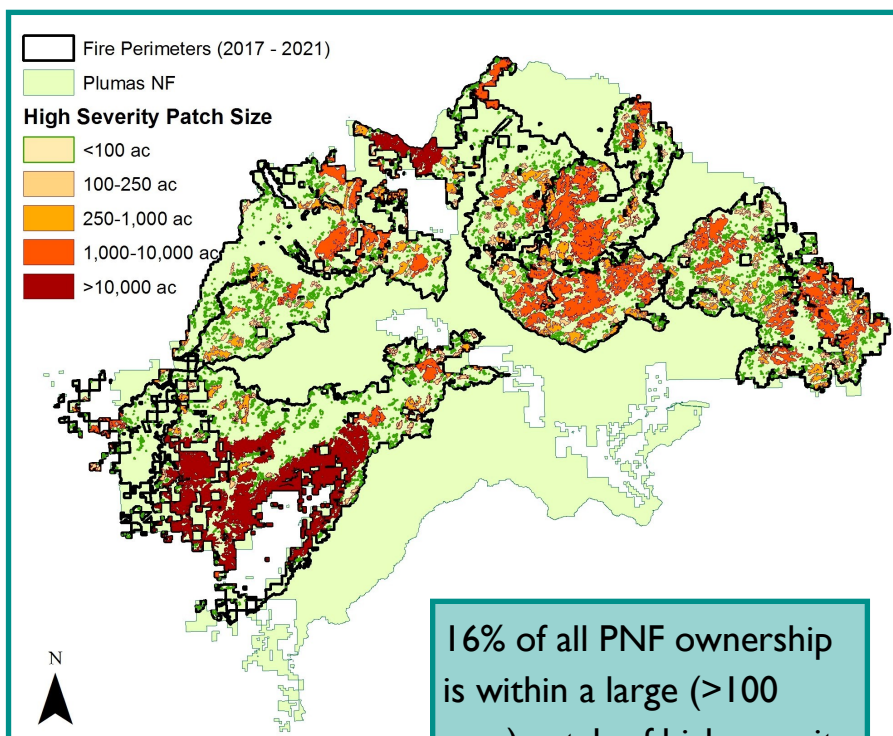 Fire Perimeters (2017 - 2021)
Plumas NF
High Severity Patch Size
<100 ac
100-250 ac
250-1,000 ac
1,000-10,000 ac
>10,000 ac
N
16% of all PNF ownership
is within a large (>100